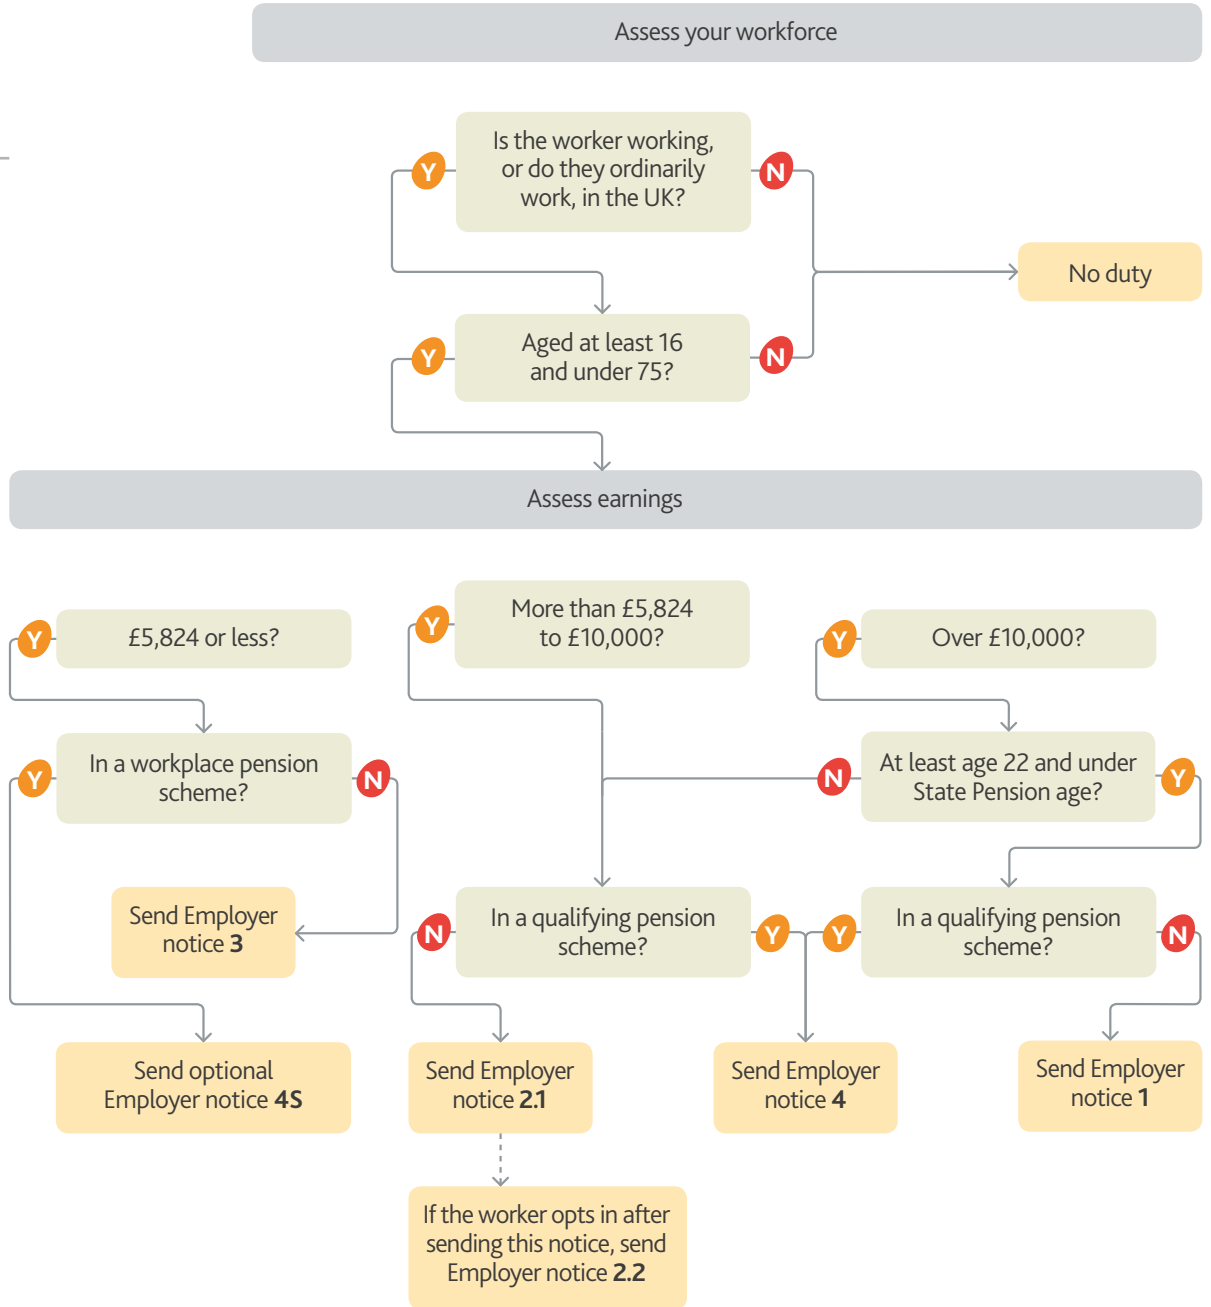 Assess your workforce
Is the worker working,
or do they ordinarily
work, in the UK?
Y
N
No duty
Aged at least 16
and under 75?
Y
N
Assess earnings
Y
£5,824 or less?
Y
More than £5,824
to £10,000?
Y
Over £10,000?
Y
In a workplace pension
scheme?
N
N
At least age 22 and under
State Pension age?
Y
Send Employer
notice 3
N
In a qualifying pension
scheme?
Y
Y
In a qualifying pension
scheme?
N
Send optional
Employer notice 4S
Send Employer
notice 2.1
Send Employer
notice 4
Send Employer
notice 1
If the worker opts in after
sending this notice, send
Employer notice 2.2